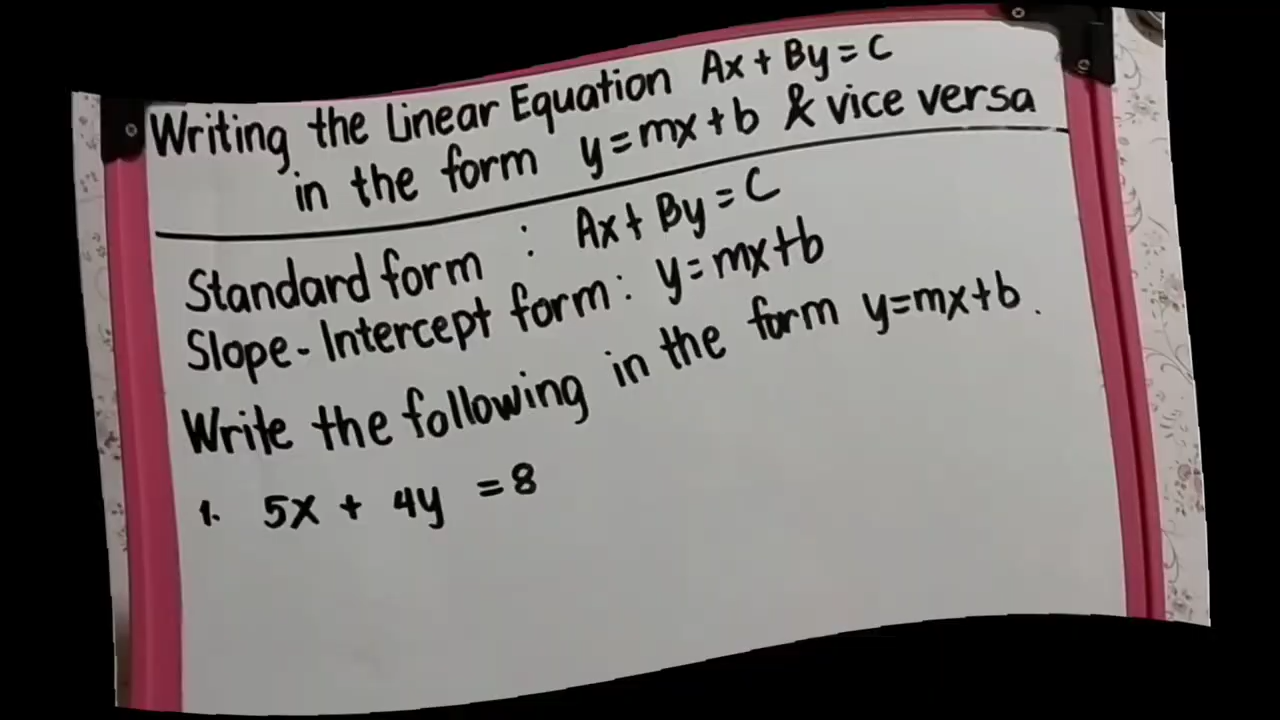 Writing the Linear Equation Ax + By = C
in the form y = mx + b & vice versa
Standard form : Ax + By = C
Slope - Intercept form : y = mx + b
Write the following in the form y = mx + b .
1. 5x + 4y = 8